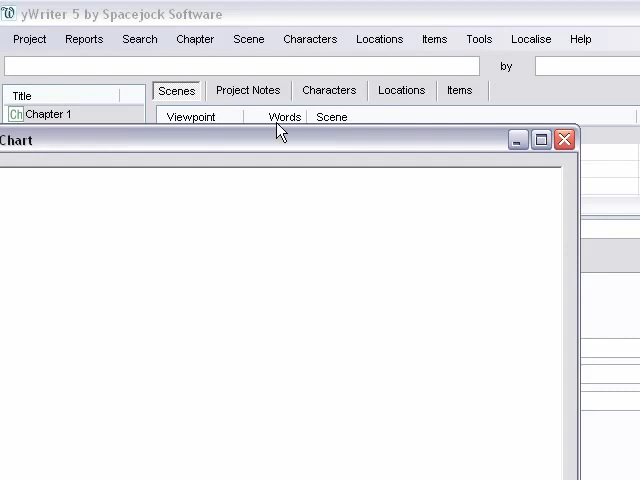 yWriter 5 by Spacejock Software
Project Reports Search Chapter Scene Characters Locations Items Tools Localise Help
by
Title Scenes Project Notes Characters Locations Items
Ch Chapter 1 Viewpoint Words Scene
Chart